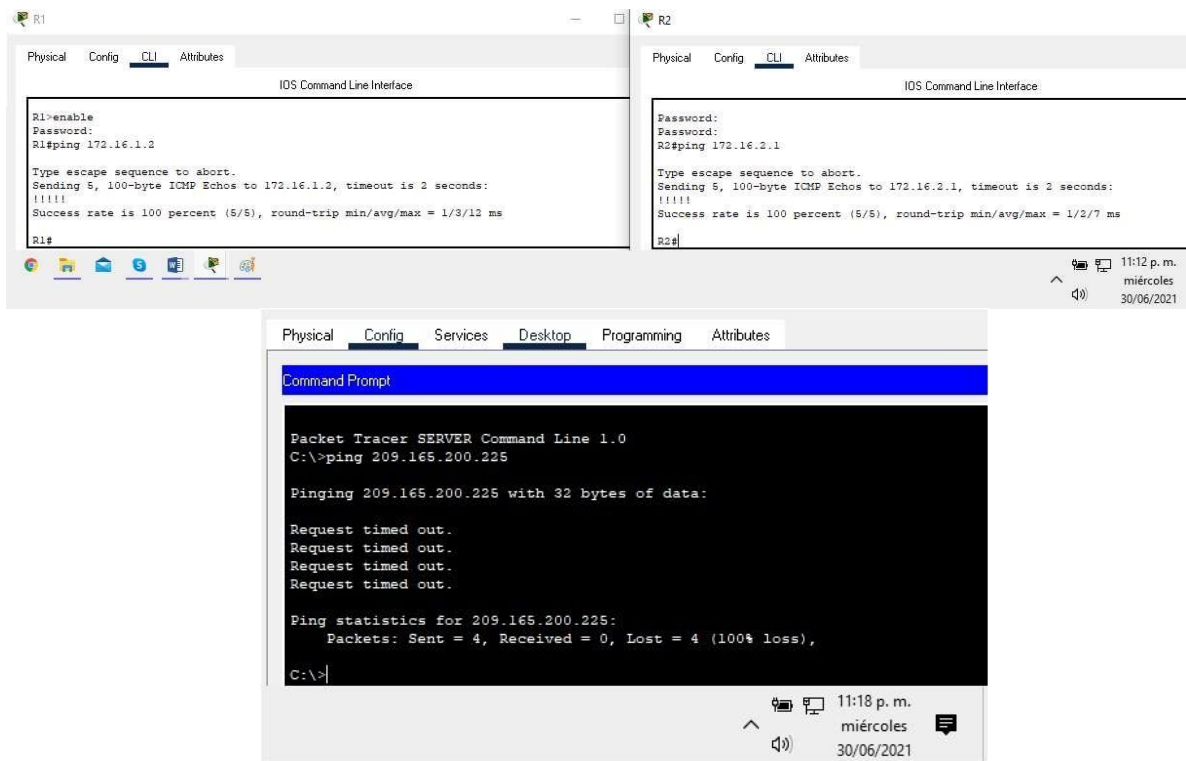 R1
Physical Config CLI Attributes
IOS Command Line Interface
R1>enable
Password:
R1#ping 172.16.1.2
Type escape sequence to abort.
Sending 5, 100-byte ICMP Echos to 172.16.1.2, timeout is 2 seconds:
!!!!!
Success rate is 100 percent (5/5), round-trip min/avg/max = 1/3/12 ms
R1#
R2
Physical Config CLI Attributes
IOS Command Line Interface
Password:
Password:
R2#ping 172.16.2.1
Type escape sequence to abort.
Sending 5, 100-byte ICMP Echos to 172.16.2.1, timeout is 2 seconds:
!!!!!
Success rate is 100 percent (5/5), round-trip min/avg/max = 1/2/7 ms
R2#
11:12 p. m.
miércoles
30/06/2021
Physical Config Services Desktop Programming Attributes
Command Prompt
Packet Tracer SERVER Command Line 1.0
C:\>ping 209.165.200.225
Pinging 209.165.200.225 with 32 bytes of data:
Request timed out.
Request timed out.
Request timed out.
Request timed out.
Ping statistics for 209.165.200.225:
Packets: Sent = 4, Received = 0, Lost = 4 (100% loss),
C:\>
11:18 p. m.
miércoles
30/06/2021